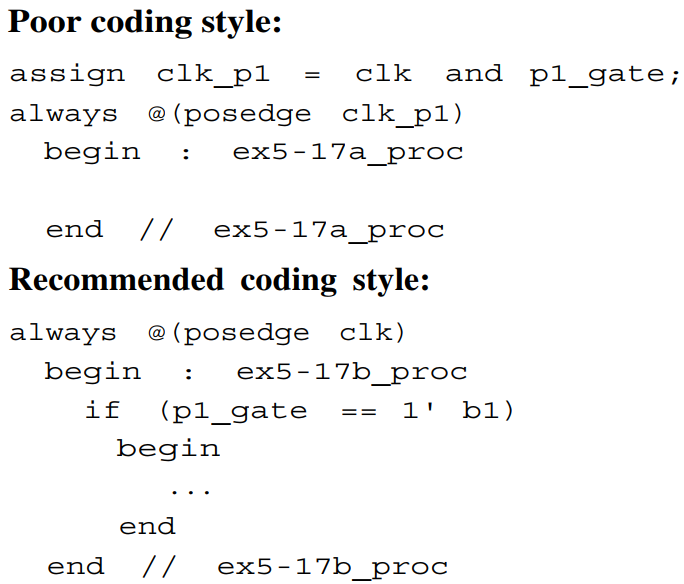 Poor coding style:
assign clk_p1 = clk and p1_gate;
always @(posedge clk_p1)
begin : ex5-17a_proc
end // ex5-17a_proc
Recommended coding style:
always @(posedge clk)
begin : ex5-17b_proc
if (p1_gate == 1' b1)
begin
...
end
end // ex5-17b_proc